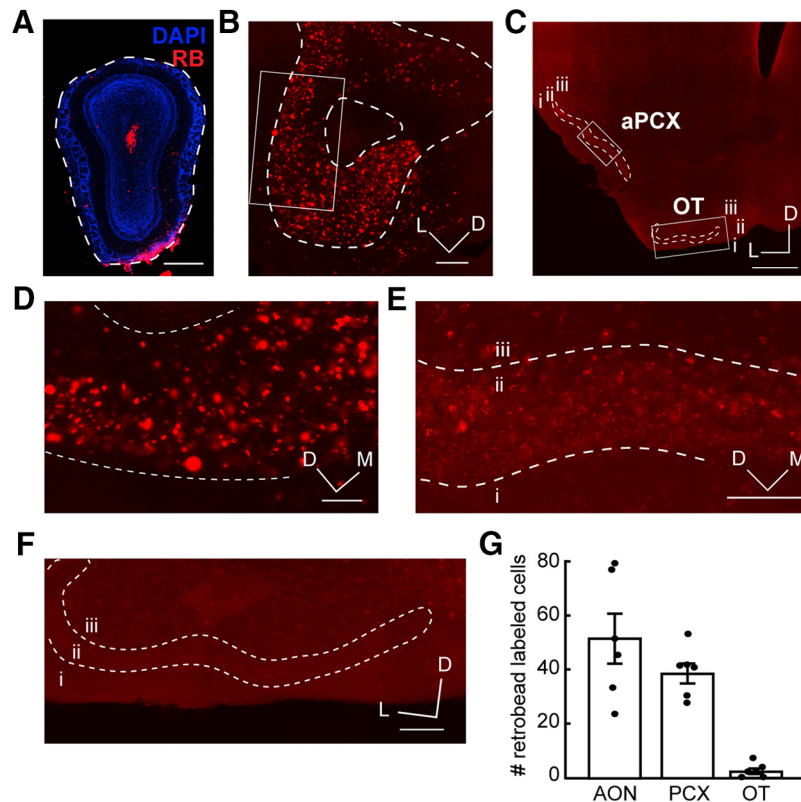 A
DAPI
RB
B
L D
C
i ii iii
aPCX
OT
iii
ii
i
D
L
D
D M
E
iii
ii
i
D M
F
iii
ii
i
D
L
G
# retrobead labeled cells
80
60
40
20
0
AON PCX OT